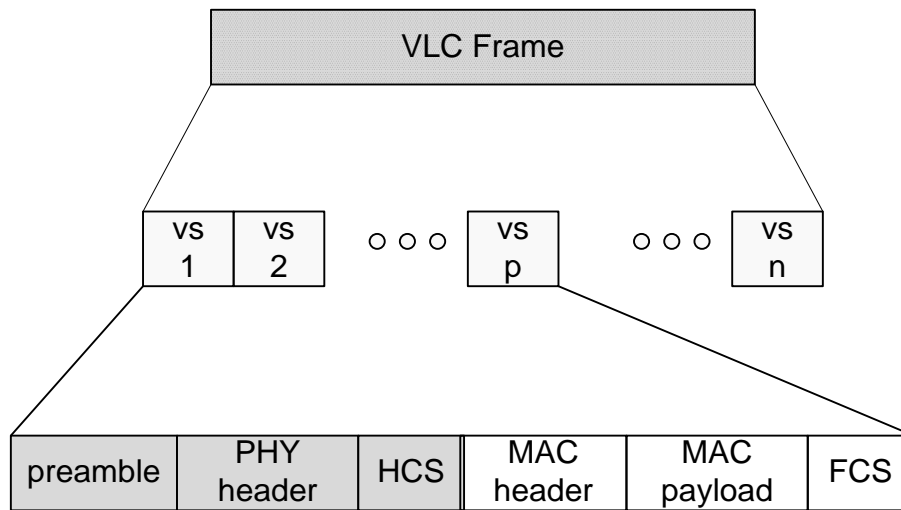 VLC Frame
vs
1
vs
2
vs
p
vs
n
preamble
PHY
header
HCS
MAC
header
MAC
payload
FCS